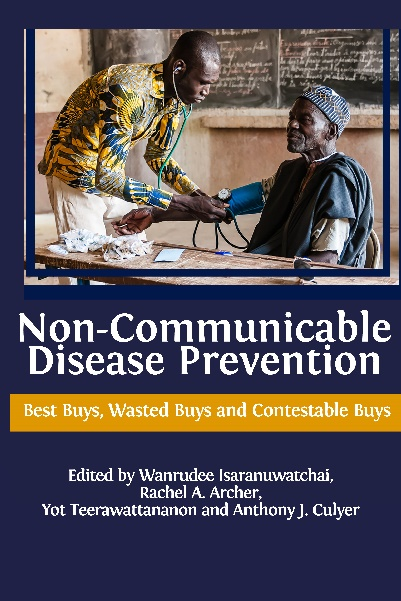 Non-Communicable
Disease Prevention
Best Buys, Wasted Buys and Contestable Buys
Edited by Wanrudee Isaranuwatchai,
Rachel A. Archer,
Yot Teerawattananon and Anthony J. Culyer